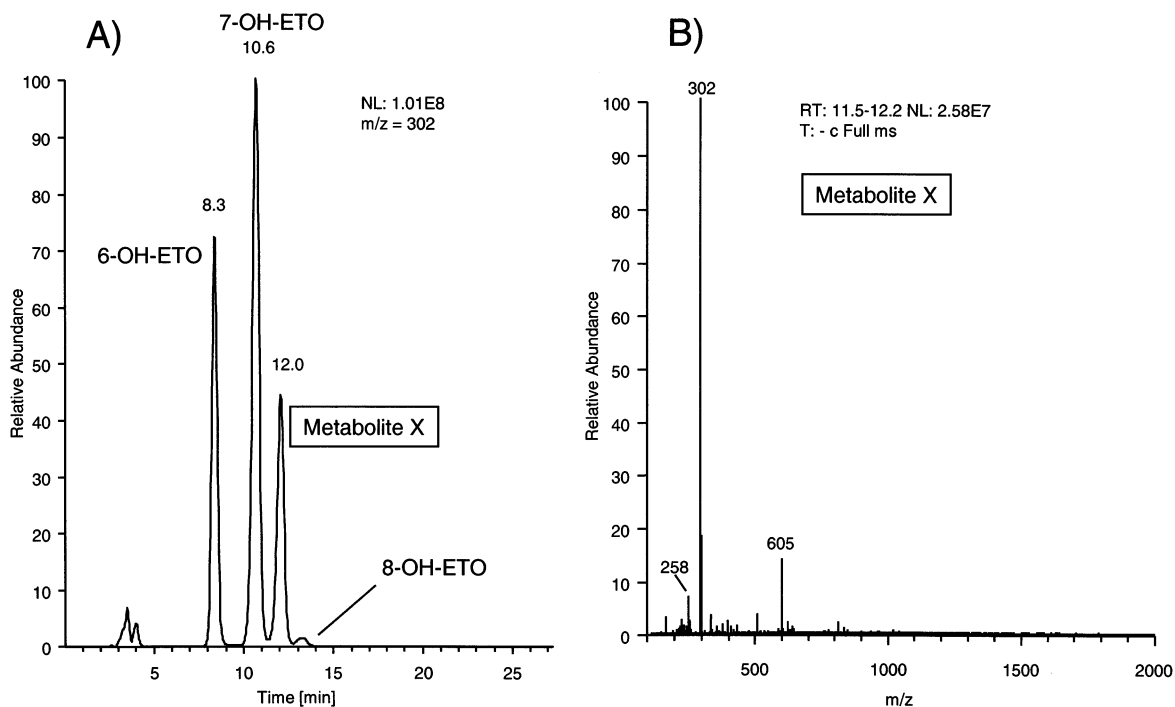 A)
7-OH-ETO
10.6
NL: 1.01E8
m/z = 302
8.3
6-OH-ETO
12.0
Metabolite X
8-OH-ETO
100
90
80
70
60
50
40
30
20
10
0
Relative Abundance
5
10
15
20
25
Time [min]
B)
302
RT: 11.5-12.2 NL: 2.58E7
T: - c Full ms
Metabolite X
605
258
100
90
80
70
60
50
40
30
20
10
0
Relative Abundance
500
1000
1500
2000
m/z